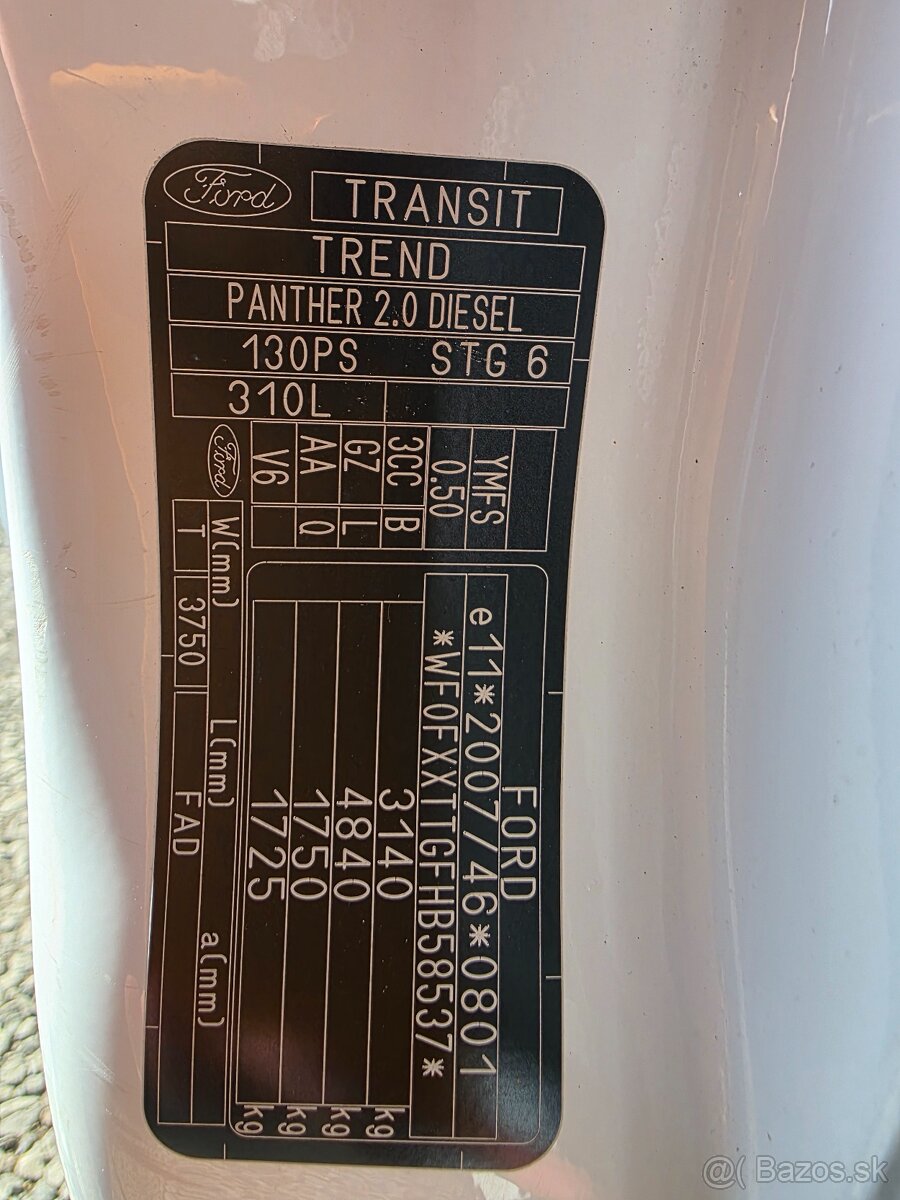 Ford TRANSIT
TREND
PANTHER 2.0 DIESEL
130PS STG 6
310L
YMFS
0.50
3CC B
GZ L
AA Q
V6
Ford
W(mm) L(mm) a(mm)
T 3750 FAD
FORD
e11*2007/46*0801
*WF0FXXTTGFHB58537*
3140 kg
4840 kg
1750 kg
1725 kg
@( Bazos.sk